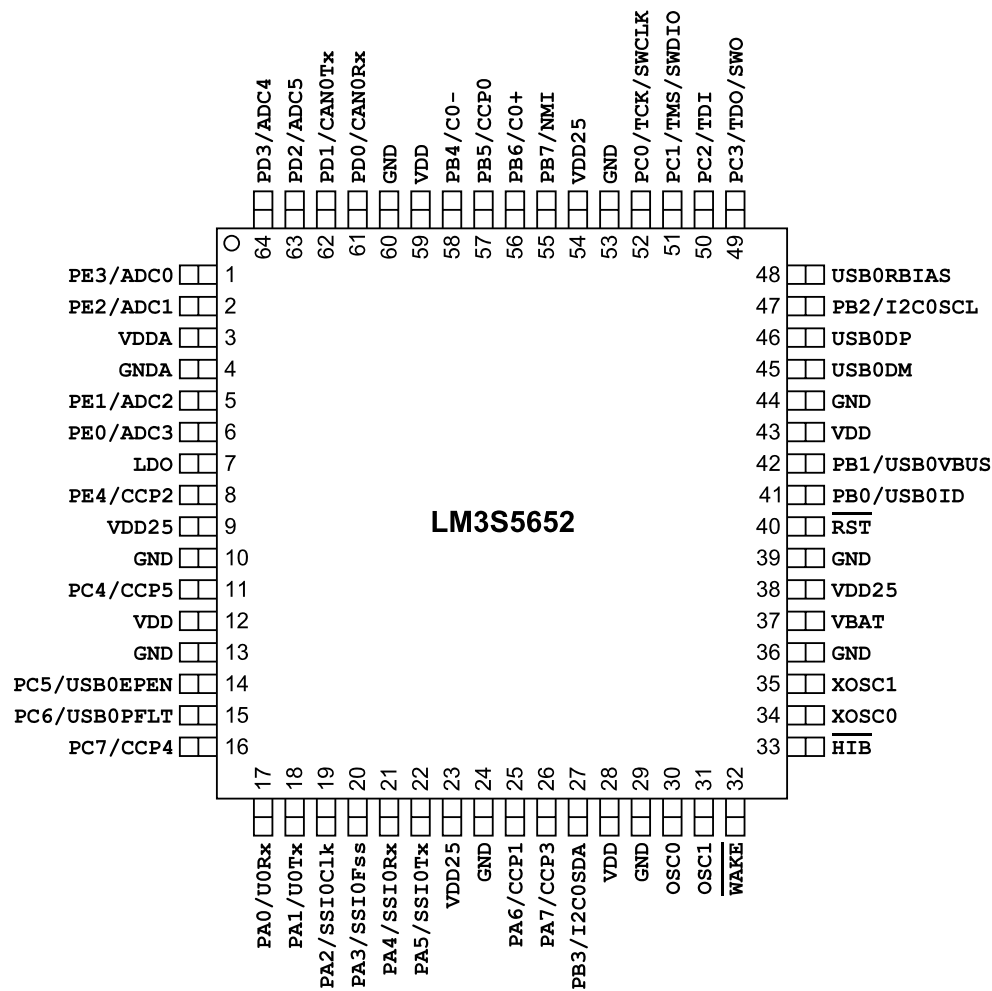 PD3/ADC4
PD2/ADC5
PD1/CAN0Tx
PD0/CAN0Rx
GND
VDD
PB4/C0-
PB5/CCP0
PB6/C0+
PB7/NMI
VDD25
GND
PC0/TCK/SWCLK
PC1/TMS/SWDIO
PC2/TDI
PC3/TDO/SWO
64 63 62 61 60 59 58 57 56 55 54 53 52 51 50 49
PE3/ADC0 1 48 USB0RBIAS
PE2/ADC1 2 47 PB2/I2C0SCL
VDDA 3 46 USB0DP
GNDA 4 45 USB0DM
PE1/ADC2 5 44 GND
PE0/ADC3 6 43 VDD
LDO 7 42 PB1/USB0VBUS
PE4/CCP2 8 41 PB0/USB0ID
LM3S5652
VDD25 9 40 RST
GND 10 39 GND
PC4/CCP5 11 38 VDD25
VDD 12 37 VBAT
GND 13 36 GND
PC5/USB0EPEN 14 35 XOSC1
PC6/USB0PFLT 15 34 XOSC0
PC7/CCP4 16 33 HIB
17 18 19 20 21 22 23 24 25 26 27 28 29 30 31 32
PA0/U0Rx
PA1/U0Tx
PA2/SSI0Clk
PA3/SSI0Fss
PA4/SSI0Rx
PA5/SSI0Tx
VDD25
GND
PA6/CCP1
PA7/CCP3
PB3/I2C0SDA
VDD
GND
OSC0
OSC1
WAKE